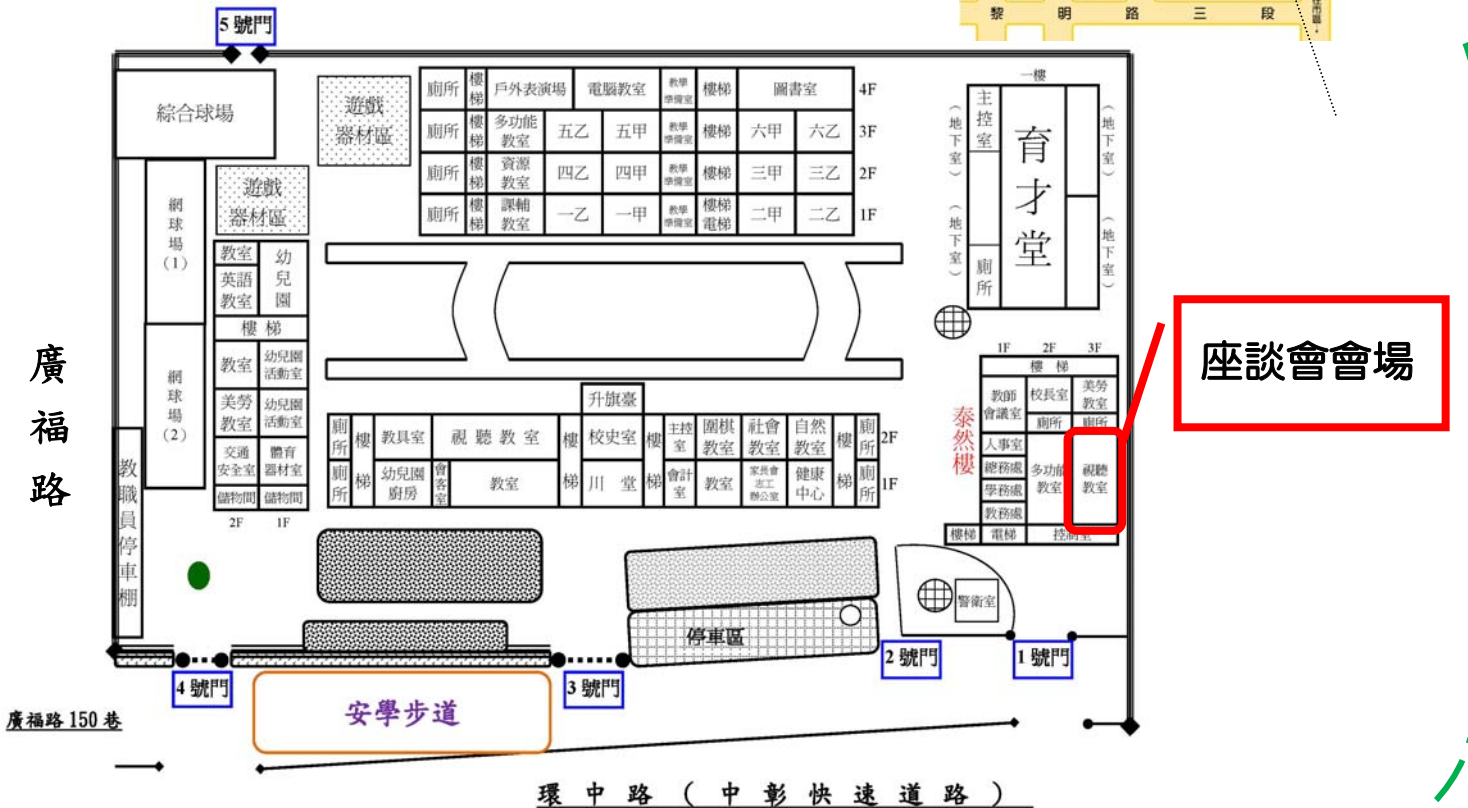 黎明路三段
5 號門
綜合球場
遊戲
器材區
廁所 樓梯 戶外表演場 電腦教室 教學準備室 樓梯 圖書室 4F
廁所 樓梯 多功能教室 五乙 五甲 教學準備室 樓梯 六甲 六乙 3F
廁所 樓梯 資源教室 四乙 四甲 教學準備室 樓梯 三甲 三乙 2F
廁所 樓梯 課輔教室 一乙 一甲 教學準備室 樓梯電梯 二甲 二乙 1F
一樓
主控室
育才堂
廁所
(地下室)
(地下室)
(地下室)
(地下室)
網球場(1)
遊戲
器材區
教室 幼兒園
英語教室
樓梯
教室 幼兒園活動室
美勞教室 幼兒園活動室
交通安全室 體育器材室
儲物間 儲物間
2F 1F
網球場(2)
廣福路
教職員停車棚
升旗臺
廁所 樓梯 教具室 視聽教室 樓梯 校史室 樓梯 主控室 圍棋教室 社會教室 自然教室 樓梯 廁所 2F
廁所 幼兒園廚房 會客室 教室 川堂 會計室 教室 家長會志工辦公室 健康中心 廁所 1F
泰然樓
1F 2F 3F
樓梯
教師會議室 校長室 美勞教室
廁所 廁所
人事室
總務處 多功能教室 視聽教室
學務處
教務處
樓梯 電梯 控制室
座談會會場
警衛室
停車區
4 號門
3 號門
2 號門
1 號門
安學步道
廣福路 150 巷
環中路(中彰快速道路)